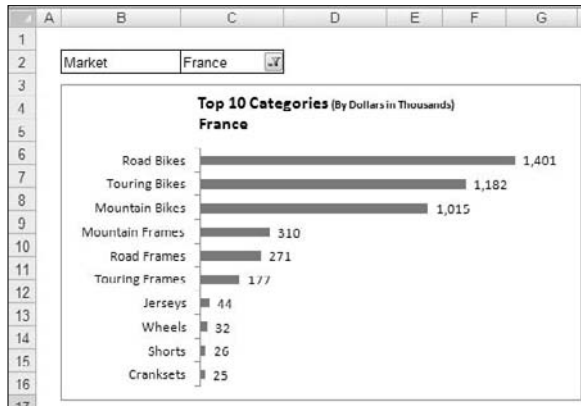 A B C D E F G
1
2 Market France
3
4 Top 10 Categories (By Dollars in Thousands)
5 France
6 Road Bikes 1,401
7 Touring Bikes 1,182
8 Mountain Bikes 1,015
9 Mountain Frames 310
10 Road Frames 271
11 Touring Frames 177
12 Jerseys 44
13 Wheels 32
14 Shorts 26
15 Cranksets 25
16
17